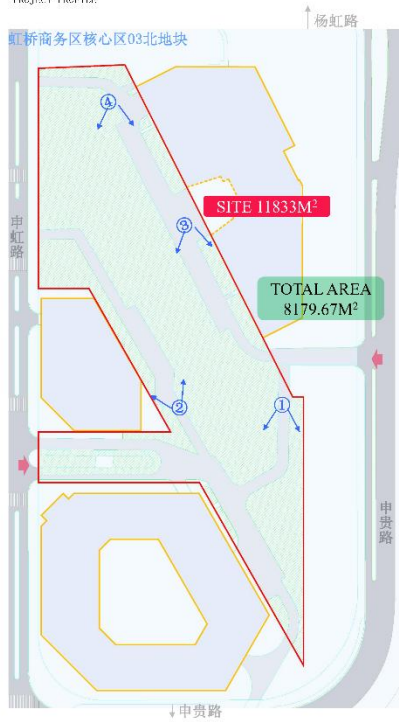 杨虹路
虹桥商务区核心区03北地块
④
SITE 11833M²
③
申虹路
TOTAL AREA
8179.67M²
②
①
申贵路
申贵路